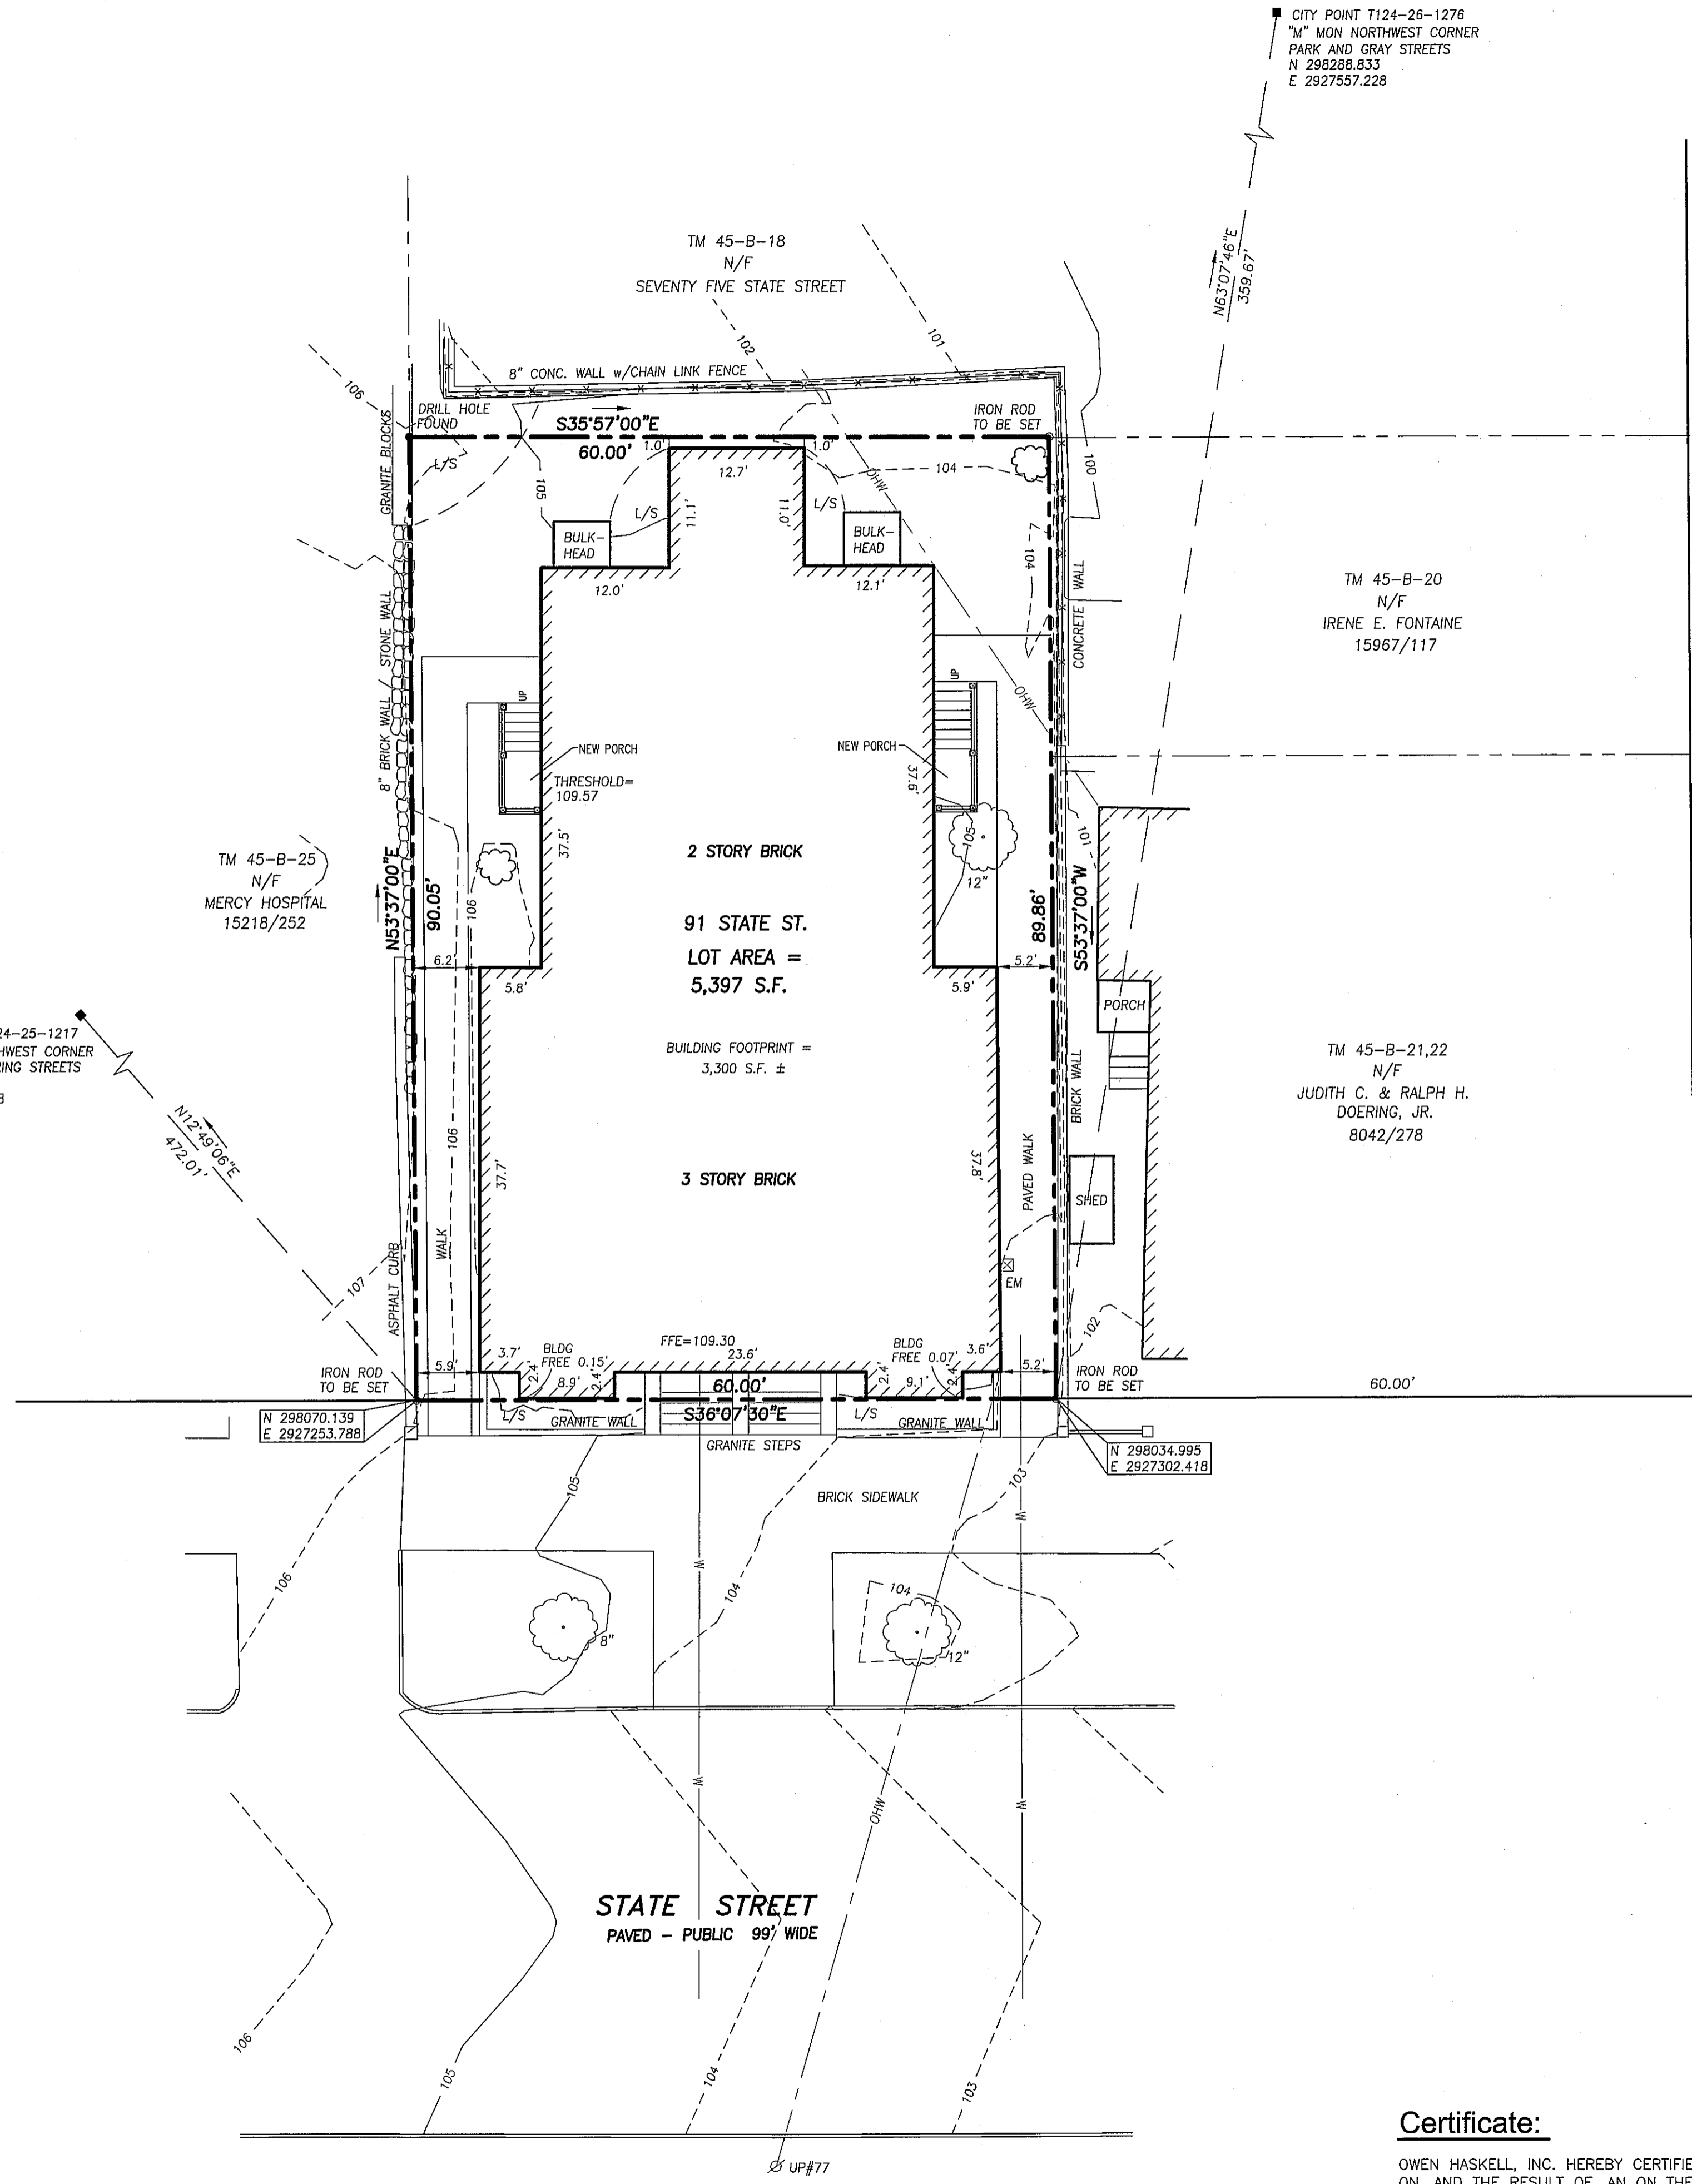 CITY POINT T124-26-1276
"M" MON NORTHWEST CORNER
PARK AND GRAY STREETS
N 298288.833
E 2927557.228
N63°07'46"E
359.67'
TM 45-B-18
N/F
SEVENTY FIVE STATE STREET
102
101
106
8" CONC. WALL w/CHAIN LINK FENCE
DRILL HOLE
FOUND
S35°57'00"E
60.00'
IRON ROD
TO BE SET
GRANITE BLOCKS
L/S
105
1.0'
12.7'
1.0'
OHW
104
100
11.1'
11.0'
L/S
L/S
BULK-
HEAD
BULK-
HEAD
104
12.0'
12.1'
CONCRETE WALL
TM 45-B-20
N/F
IRENE E. FONTAINE
15967/117
8" BRICK WALL / STONE WALL
UP
UP
OHW
NEW PORCH
NEW PORCH
THRESHOLD=
109.57
37.6'
37.5'
105
12"
101
2 STORY BRICK
TM 45-B-25
N/F
MERCY HOSPITAL
15218/252
N53°37'00"E
90.05'
106
91 STATE ST.
LOT AREA =
5,397 S.F.
89.86'
S53°37'00"W
6.2'
5.8'
5.9'
5.2'
PORCH
24-25-1217
HWEST CORNER
RING STREETS
3
BUILDING FOOTPRINT =
3,300 S.F. ±
TM 45-B-21,22
N/F
JUDITH C. & RALPH H.
DOERING, JR.
8042/278
BRICK WALL
N12°49'06"E
472.01'
106
37.7'
3 STORY BRICK
37.8'
PAVED WALK
SHED
WALK
ASPHALT CURB
107
EM
102
IRON ROD
TO BE SET
5.9'
3.7'
BLDG
FREE 0.15'
2.4'
8.9'
2.4'
FFE=109.30
23.6'
BLDG
FREE 0.07'
2.4'
9.1'
2.4'
3.6'
5.2'
IRON ROD
TO BE SET
60.00'
60.00'
S36°07'30"E
N 298070.139
E 2927253.788
L/S
GRANITE WALL
L/S
GRANITE WALL
GRANITE STEPS
N 298034.995
E 2927302.418
105
103
BRICK SIDEWALK
W
W
106
104
104
8"
12"
W
W
OHW
STATE STREET
PAVED - PUBLIC 99' WIDE
106
105
104
103
UP#77
Certificate:
OWEN HASKELL, INC. HEREBY CERTIFIE
ON, AND THE RESULT OF, AN ON THE